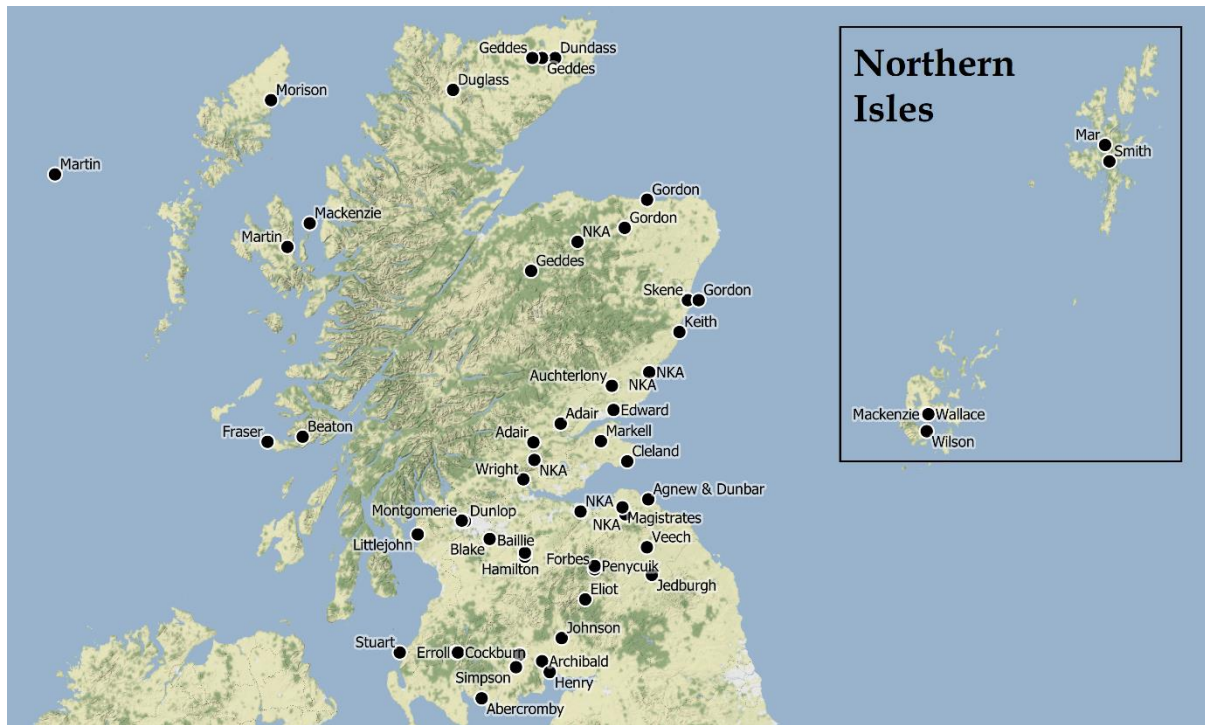 Northern
Isles
Geddes
Dundass
Geddes
Duglass
Morison
Martin
Mar
Smith
Mackenzie
Martin
Gordon
Gordon
NKA
Geddes
Skene
Gordon
Keith
NKA
Auchterlony
NKA
Edward
Adair
Fraser
Beaton
Adair
Markell
Cleland
NKA
Wright
Mackenzie
Wallace
Wilson
Agnew & Dunbar
NKA
Montgomerie
Dunlop
NKA
Magistrates
Littlejohn
Blake
Baillie
Veech
Hamilton
Forbes
Penycuik
Jedburgh
Eliot
Johnson
Stuart
Erroll
Cockburn
Archibald
Simpson
Henry
Abercromby